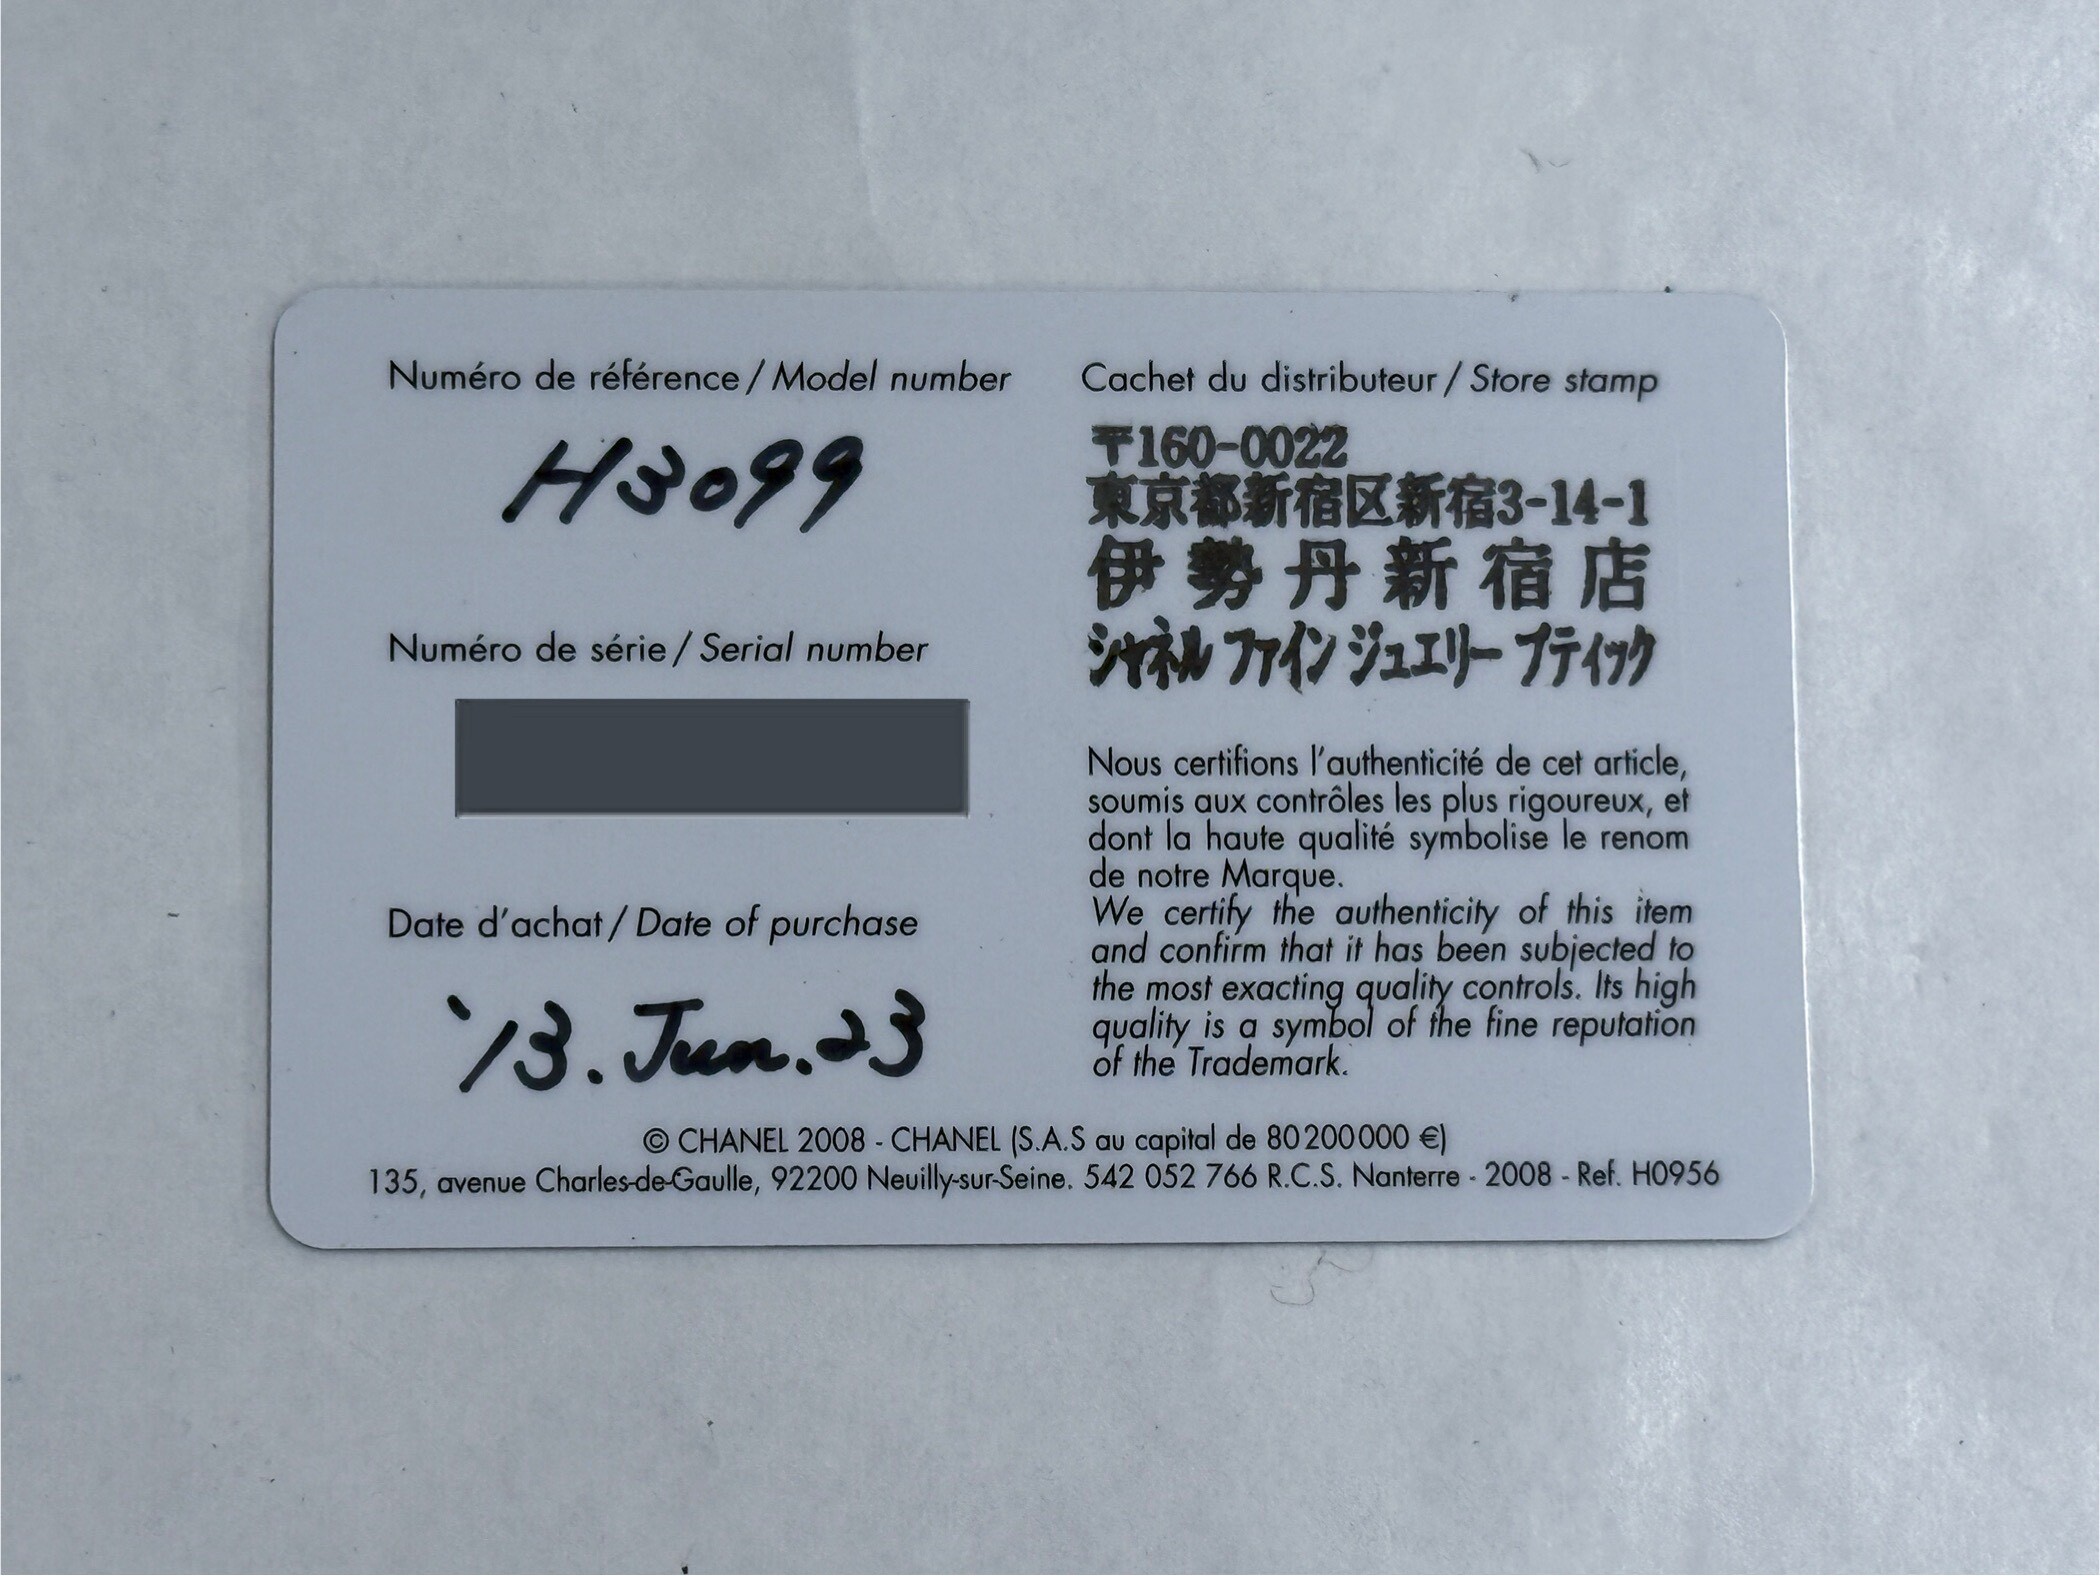 Numéro de référence / Model number
H3099
Numéro de série / Serial number
Date d'achat / Date of purchase
'13. Jun. 23
Cachet du distributeur / Store stamp
〒160-0022
東京都新宿区新宿3-14-1
伊勢丹新宿店
シャネル ファイン ジュエリー ブティック
Nous certifions l'authenticité de cet article,
soumis aux contrôles les plus rigoureux, et
dont la haute qualité symbolise le renom
de notre Marque.
We certify the authenticity of this item
and confirm that it has been subjected to
the most exacting quality controls. Its high
quality is a symbol of the fine reputation
of the Trademark.
© CHANEL 2008 - CHANEL (S.A.S au capital de 80200000 €)
135, avenue Charles-de-Gaulle, 92200 Neuilly-sur-Seine. 542 052 766 R.C.S. Nanterre - 2008 - Ref. H0956